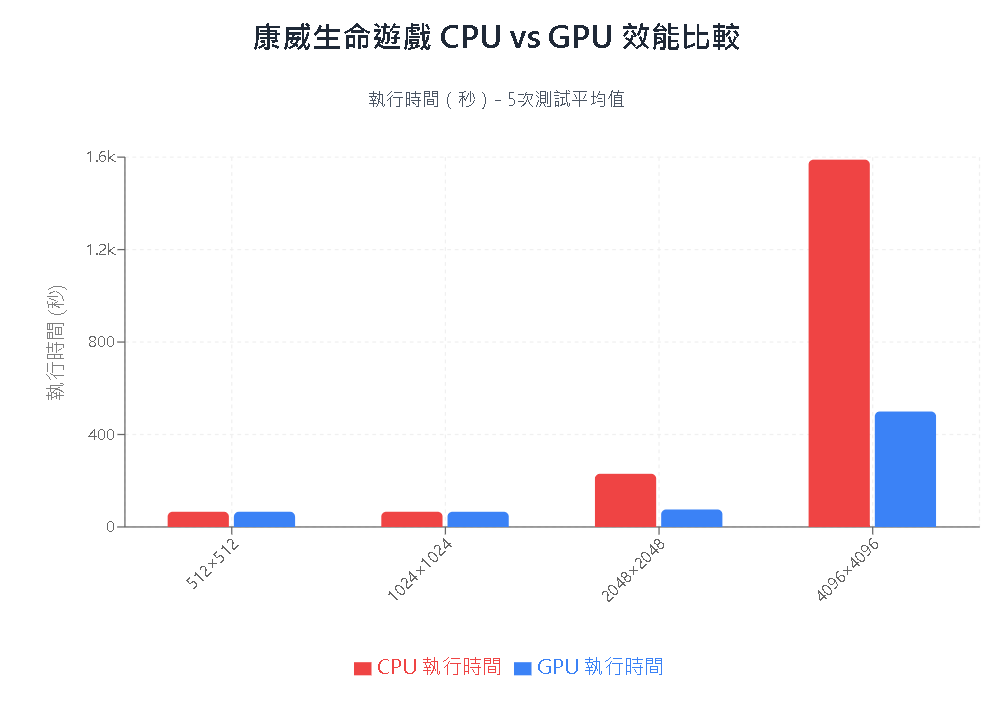 康威生命遊戲 CPU vs GPU 效能比較
執行時間 ( 秒 ) - 5次測試平均值
1.6k
1.2k
800
400
0
執行時間 (秒)
512×512
1024×1024
2048×2048
4096×4096
CPU 執行時間
GPU 執行時間